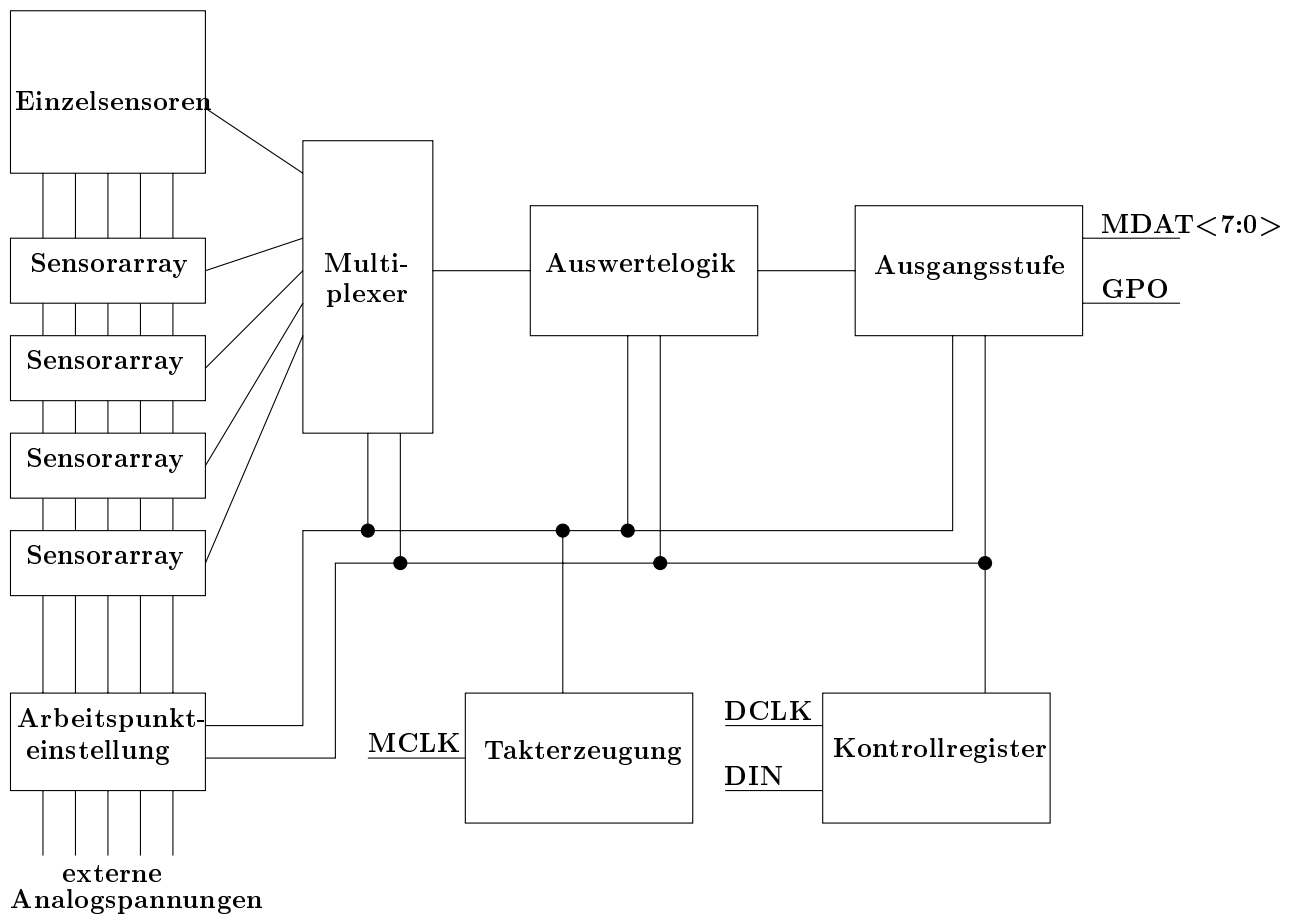 Einzelsensoren
MDAT<7:0>
Sensorarray
Multi-
plexer
Auswertelogik
Ausgangsstufe
GPO
Sensorarray
Sensorarray
Sensorarray
Arbeitspunkt-
einstellung
MCLK
Takterzeugung
DCLK
DIN
Kontrollregister
externe
Analogspannungen